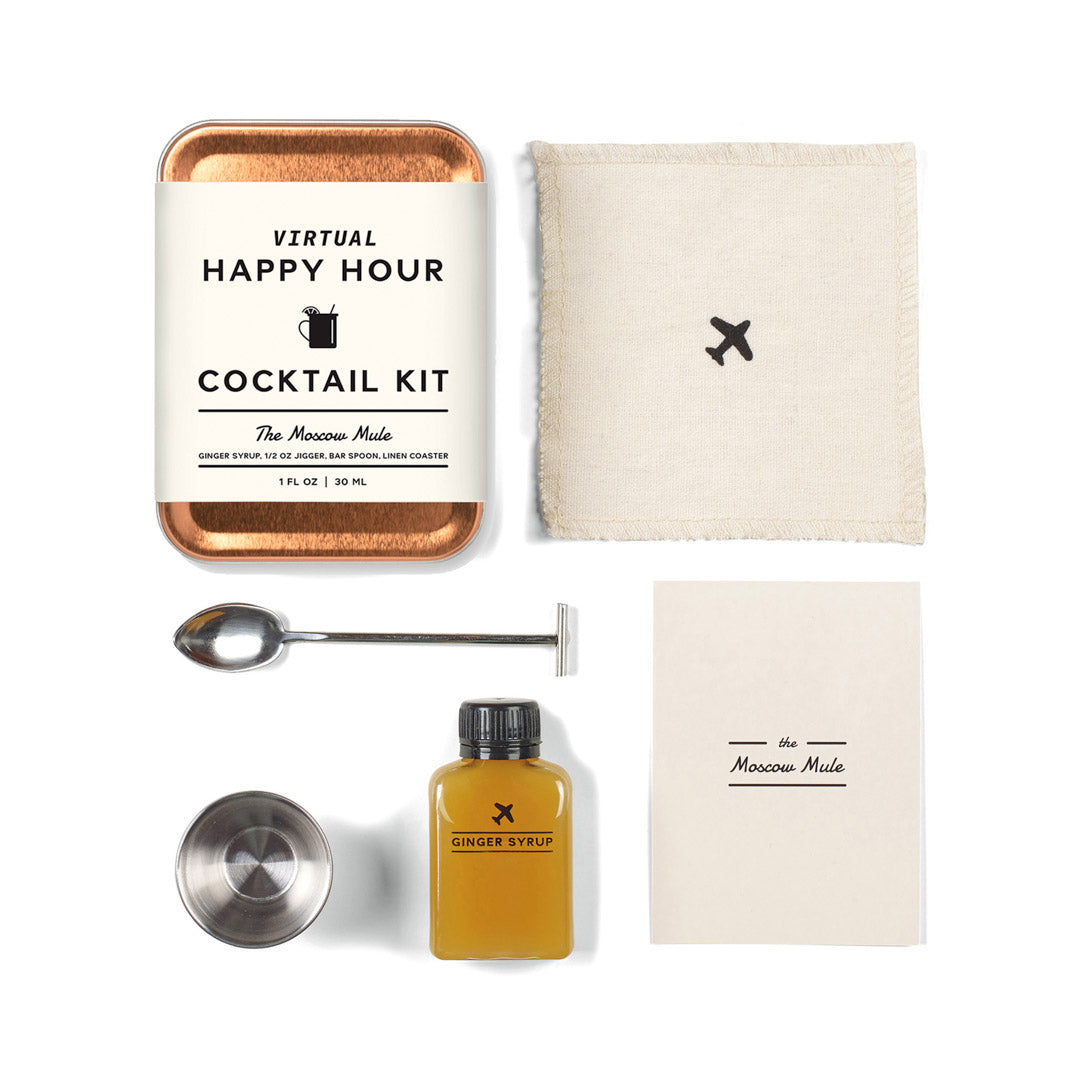 VIRTUAL
HAPPY HOUR
COCKTAIL KIT
The Moscow Mule
GINGER SYRUP, 1/2 OZ JIGGER, BAR SPOON, LINEN COASTER
1 FL OZ | 30 ML
GINGER SYRUP
the
Moscow Mule